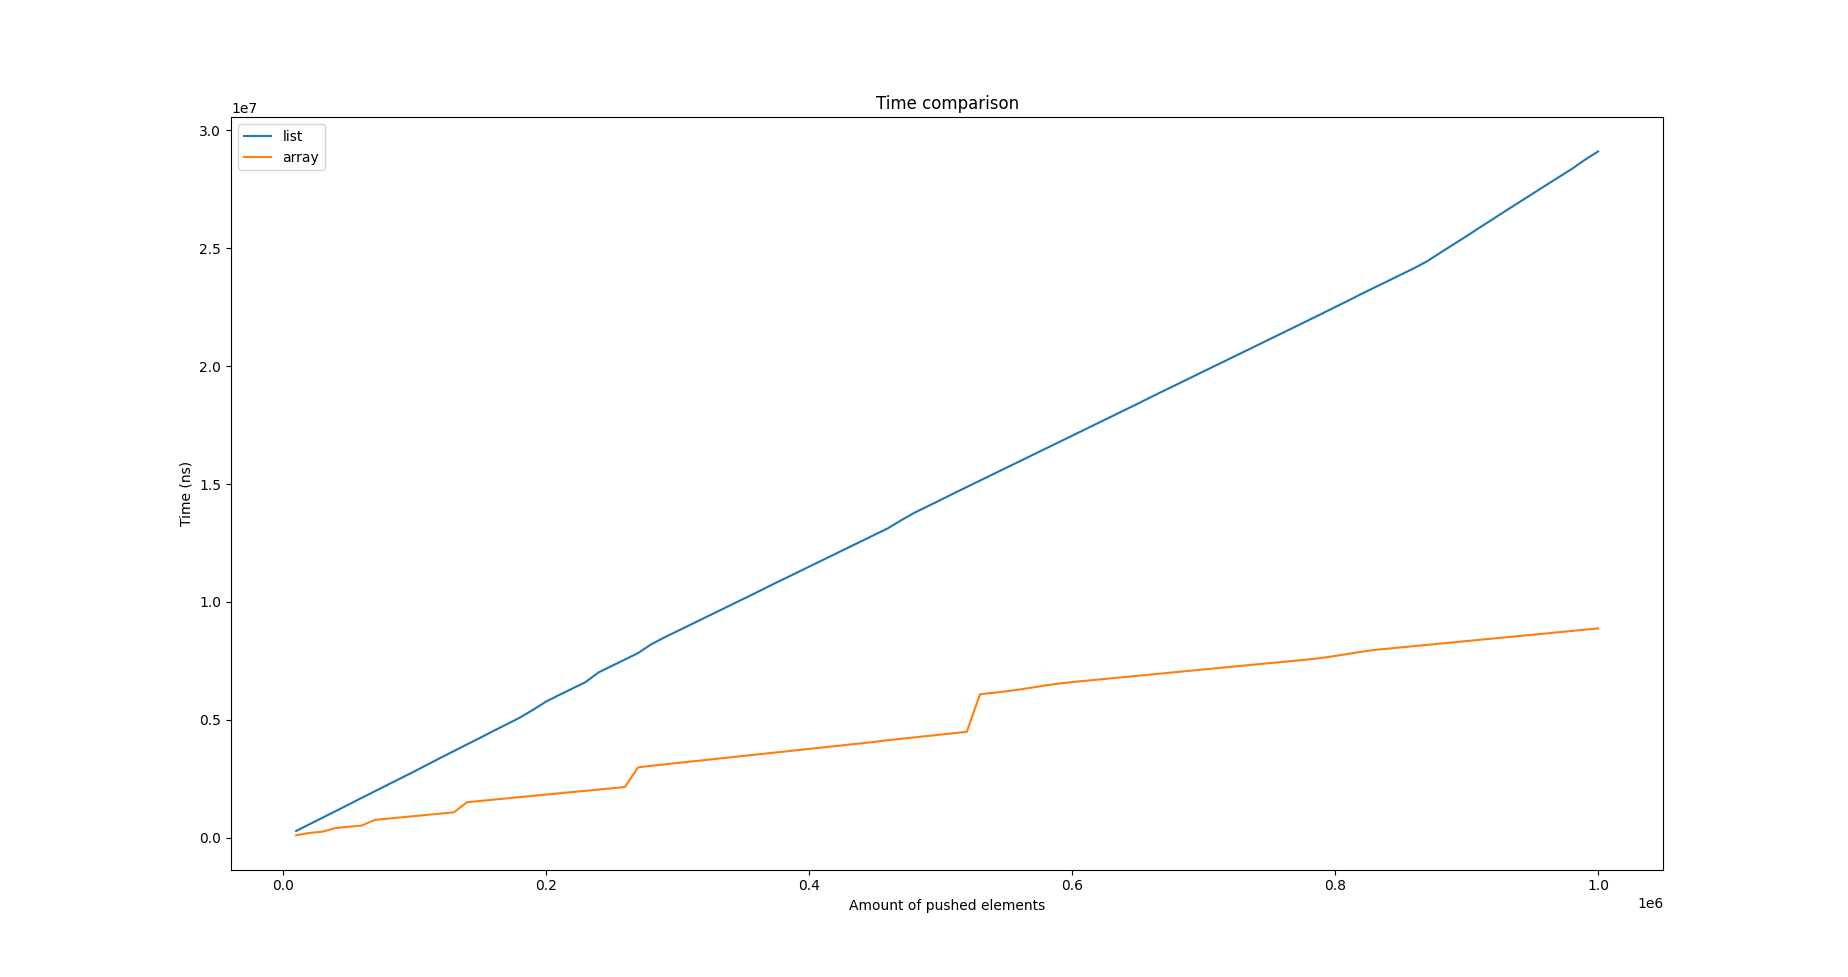 Time comparison
1e7
list
array
3.0
2.5
2.0
1.5
1.0
0.5
0.0
Time (ns)
0.0 0.2 0.4 0.6 0.8 1.0
Amount of pushed elements
1e6